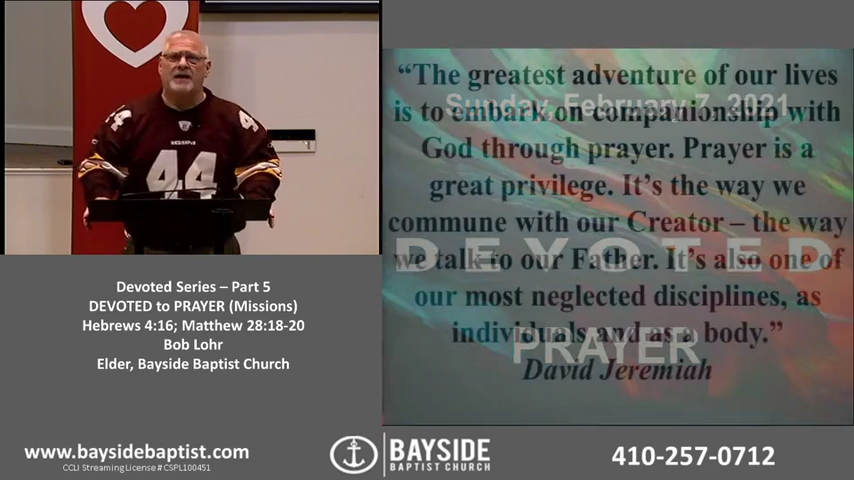 44
REDSKINS
44
44
Devoted Series – Part 5
DEVOTED to PRAYER (Missions)
Hebrews 4:16; Matthew 28:18-20
Bob Lohr
Elder, Bayside Baptist Church
“The greatest adventure of our lives
is to embark on companionship with
God through prayer. Prayer is a
great privilege. It’s the way we
commune with our Creator – the way
we talk to our Father. It’s also one of
our most neglected disciplines, as
individuals and as a body.”
David Jeremiah
Sunday, February 7, 2021
DEVOTED
PRAYER
www.baysidebaptist.com
CCLI Streaming License # CSPL100451
BAYSIDE
BAPTIST CHURCH
410-257-0712